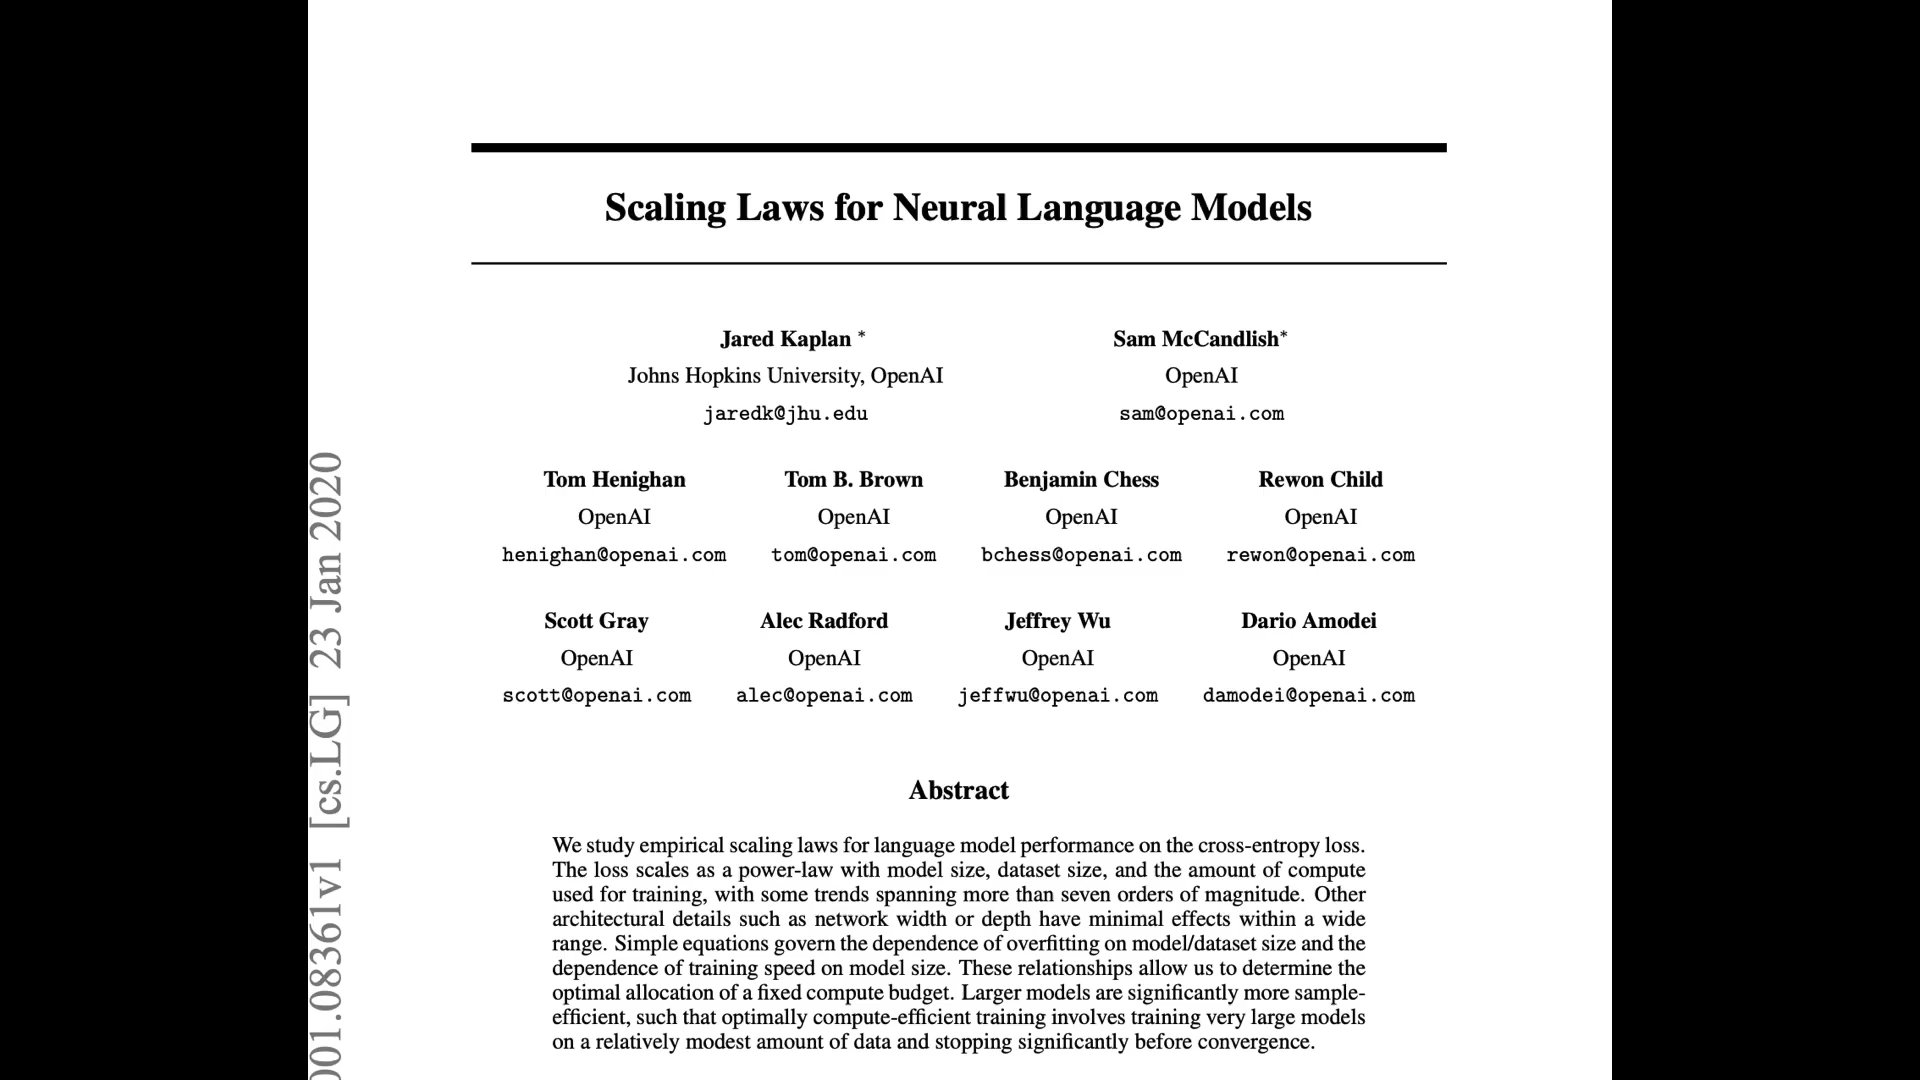 Scaling Laws for Neural Language Models
Jared Kaplan *
Sam McCandlish*
Johns Hopkins University, OpenAI
OpenAI
jaredk@jhu.edu
sam@openai.com
Tom Henighan
Tom B. Brown
Benjamin Chess
Rewon Child
OpenAI
OpenAI
OpenAI
OpenAI
henighan@openai.com
tom@openai.com
bchess@openai.com
rewon@openai.com
Scott Gray
Alec Radford
Jeffrey Wu
Dario Amodei
OpenAI
OpenAI
OpenAI
OpenAI
scott@openai.com
alec@openai.com
jeffwu@openai.com
damodei@openai.com
Abstract
We study empirical scaling laws for language model performance on the cross-entropy loss.
The loss scales as a power-law with model size, dataset size, and the amount of compute
used for training, with some trends spanning more than seven orders of magnitude. Other
architectural details such as network width or depth have minimal effects within a wide
range. Simple equations govern the dependence of overfitting on model/dataset size and the
dependence of training speed on model size. These relationships allow us to determine the
optimal allocation of a fixed compute budget. Larger models are significantly more sample-
efficient, such that optimally compute-efficient training involves training very large models
on a relatively modest amount of data and stopping significantly before convergence.
001.08361v1 [cs.LG] 23 Jan 2020